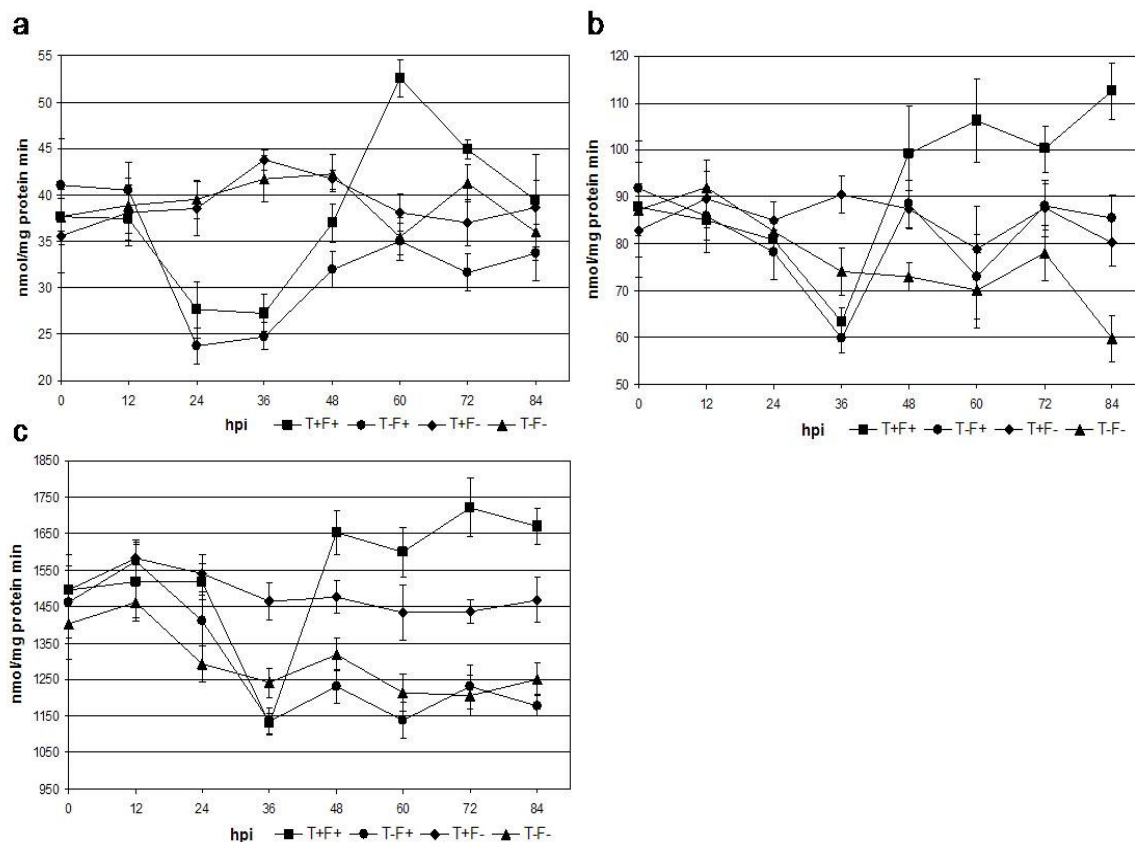 a
nmol/mg protein min
55
50
45
40
35
30
25
20
0 12 24 36 48 60 72 84
hpi T+F+ T-F+ T+F- T-F-
b
nmol/mg protein min
120
110
100
90
80
70
60
50
0 12 24 36 48 60 72 84
hpi T+F+ T-F+ T+F- T-F-
c
nmol/mg protein min
1850
1750
1650
1550
1450
1350
1250
1150
1050
950
0 12 24 36 48 60 72 84
hpi T+F+ T-F+ T+F- T-F-